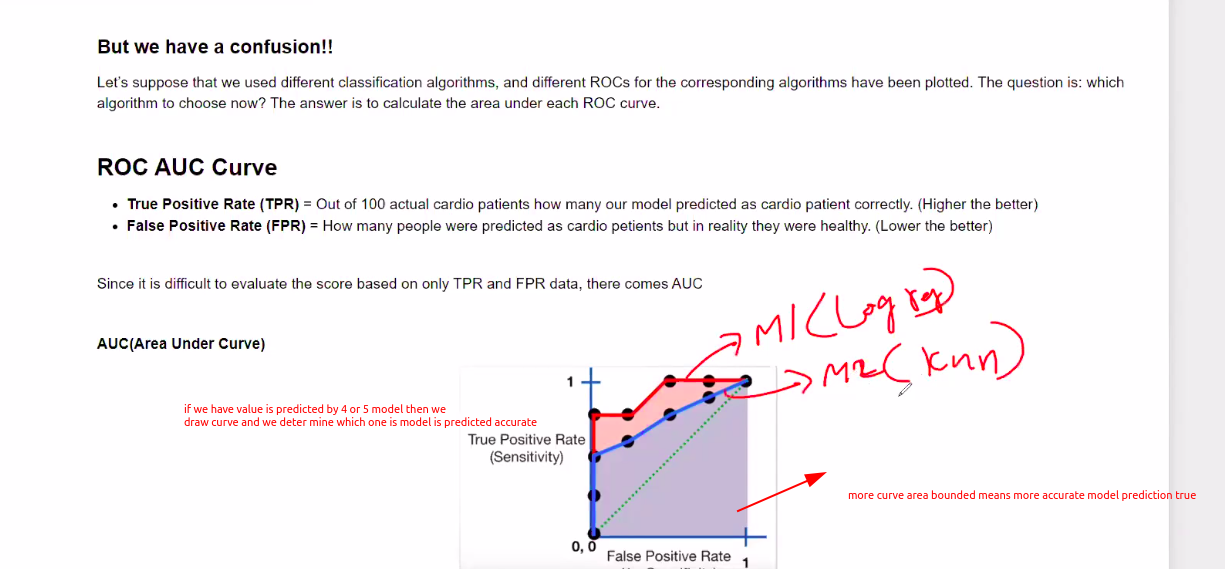 But we have a confusion!!
Let's suppose that we used different classification algorithms, and different ROCs for the corresponding algorithms have been plotted. The question is: which
algorithm to choose now? The answer is to calculate the area under each ROC curve.
ROC AUC Curve
• True Positive Rate (TPR) = Out of 100 actual cardio patients how many our model predicted as cardio patient correctly. (Higher the better)
• False Positive Rate (FPR) = How many people were predicted as cardio petients but in reality they were healthy. (Lower the better)
Since it is difficult to evaluate the score based on only TPR and FPR data, there comes AUC
M1(Log reg)
AUC(Area Under Curve)
M2(knn)
1
if we have value is predicted by 4 or 5 model then we
draw curve and we deter mine which one is model is predicted accurate
True Positive Rate
(Sensitivity)
more curve area bounded means more accurate model prediction true
0, 0
False Positive Rate
1